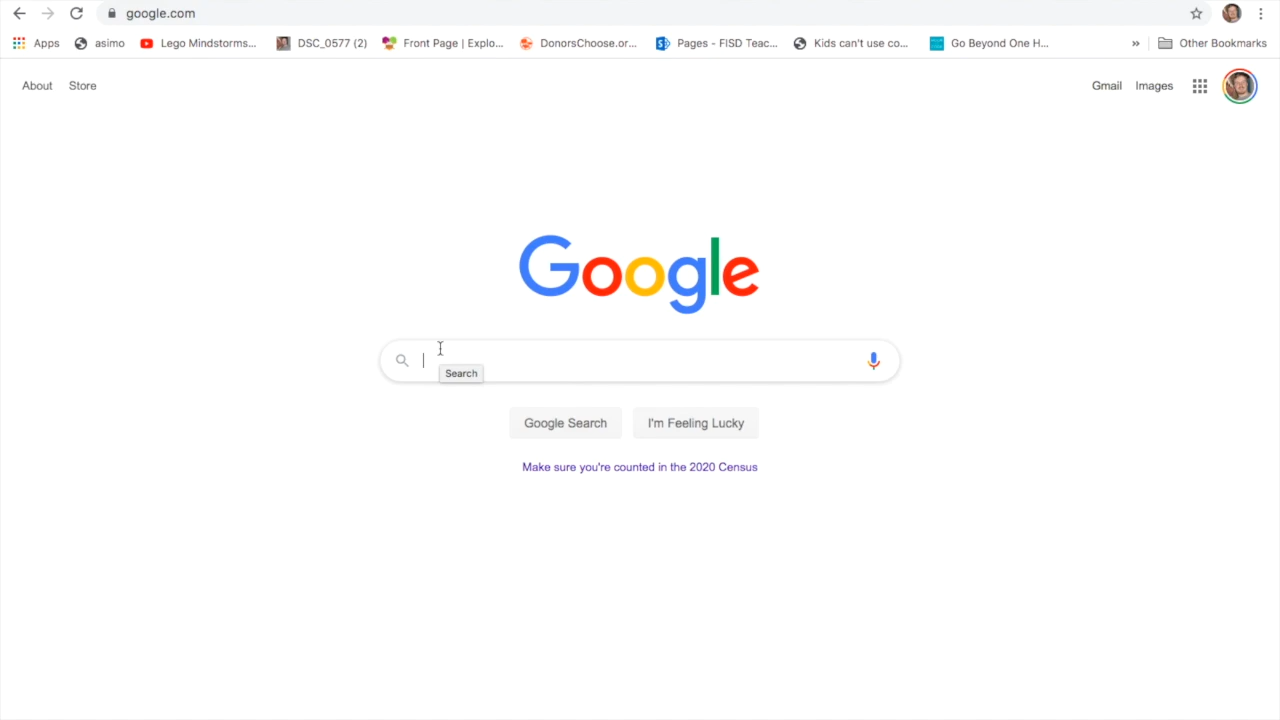 google.com
Apps asimo Lego Mindstorms... DSC_0577 (2) Front Page | Explo... DonorsChoose.or... Pages - FISD Teac... Kids can't use co... Go Beyond One H... » Other Bookmarks
About Store Gmail Images
Google
Search
Google Search I'm Feeling Lucky
Make sure you're counted in the 2020 Census